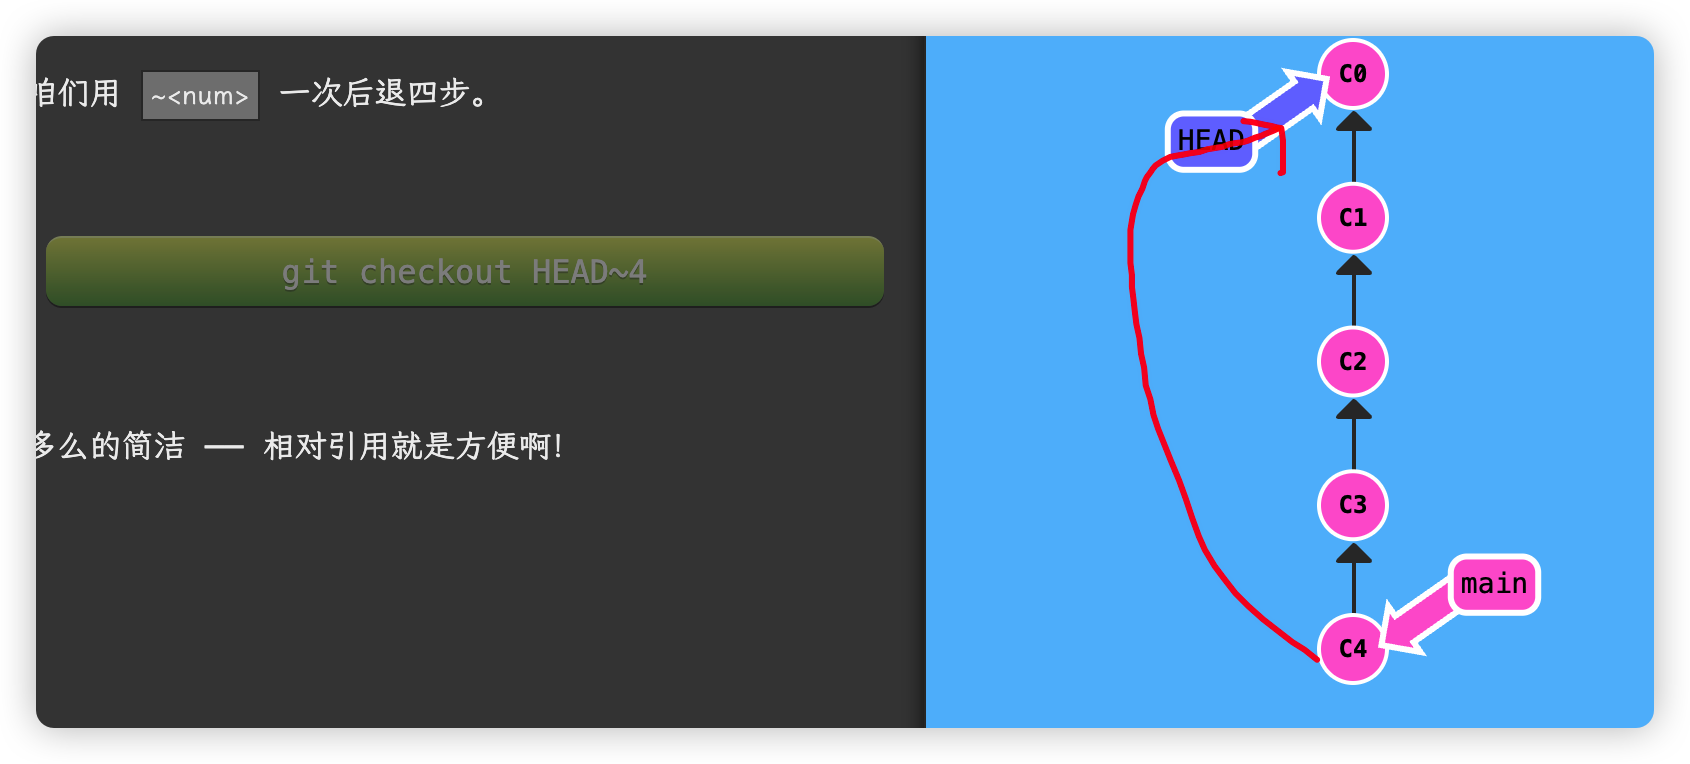 咱们用 ~<num> 一次后退四步。
git checkout HEAD~4
多么的简洁 —— 相对引用就是方便啊!
C0
HEAD
C1
C2
C3
main
C4